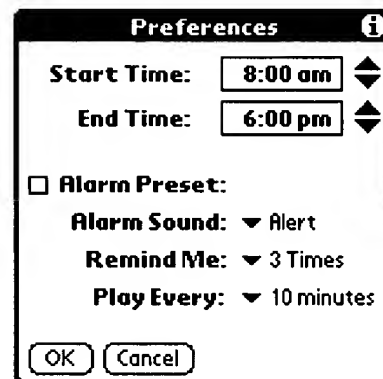 Preferences
Start Time: 8:00 am
End Time: 6:00 pm
Alarm Preset:
Alarm Sound: Alert
Remind Me: 3 Times
Play Every: 10 minutes
OK Cancel